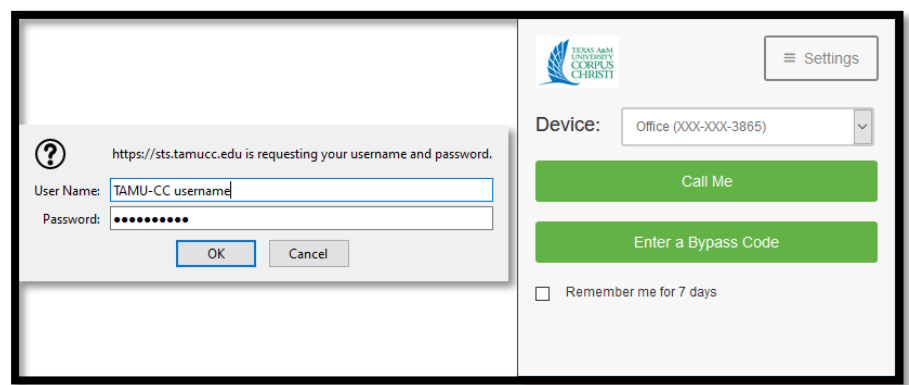 https://sts.tamucc.edu is requesting your username and password.
User Name: TAMU-CC username
Password: ●●●●●●●●●●
OK Cancel
TEXAS A&M
UNIVERSITY
CORPUS
CHRISTI
≡ Settings
Device: Office (XXX-XXX-3865)
Call Me
Enter a Bypass Code
Remember me for 7 days